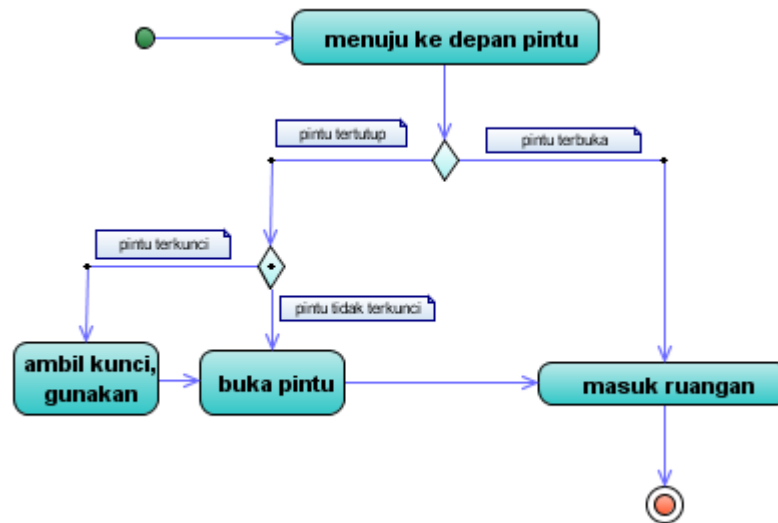 menuju ke depan pintu
pintu tertutup
pintu terbuka
pintu terkunci
pintu tidak terkunci
ambil kunci,
gunakan
buka pintu
masuk ruangan